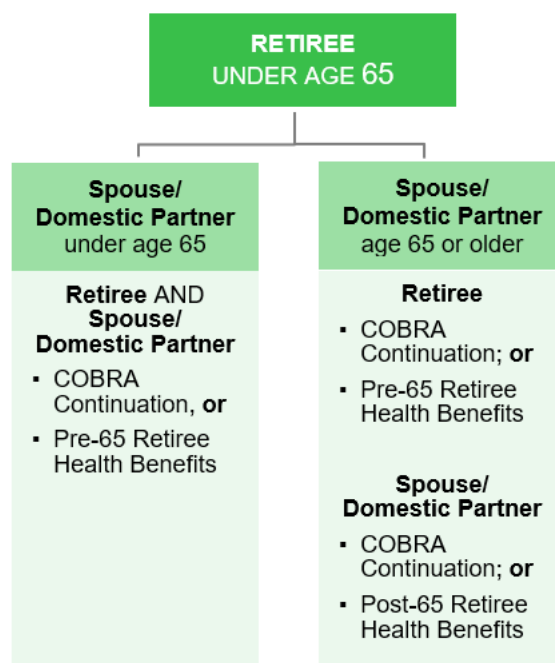 RETIREE
UNDER AGE 65
Spouse/
Domestic Partner
under age 65
Retiree AND
Spouse/
Domestic Partner
▪ COBRA
Continuation, or
▪ Pre-65 Retiree
Health Benefits
Spouse/
Domestic Partner
age 65 or older
Retiree
▪ COBRA
Continuation; or
▪ Pre-65 Retiree
Health Benefits
Spouse/
Domestic Partner
▪ COBRA
Continuation; or
▪ Post-65 Retiree
Health Benefits